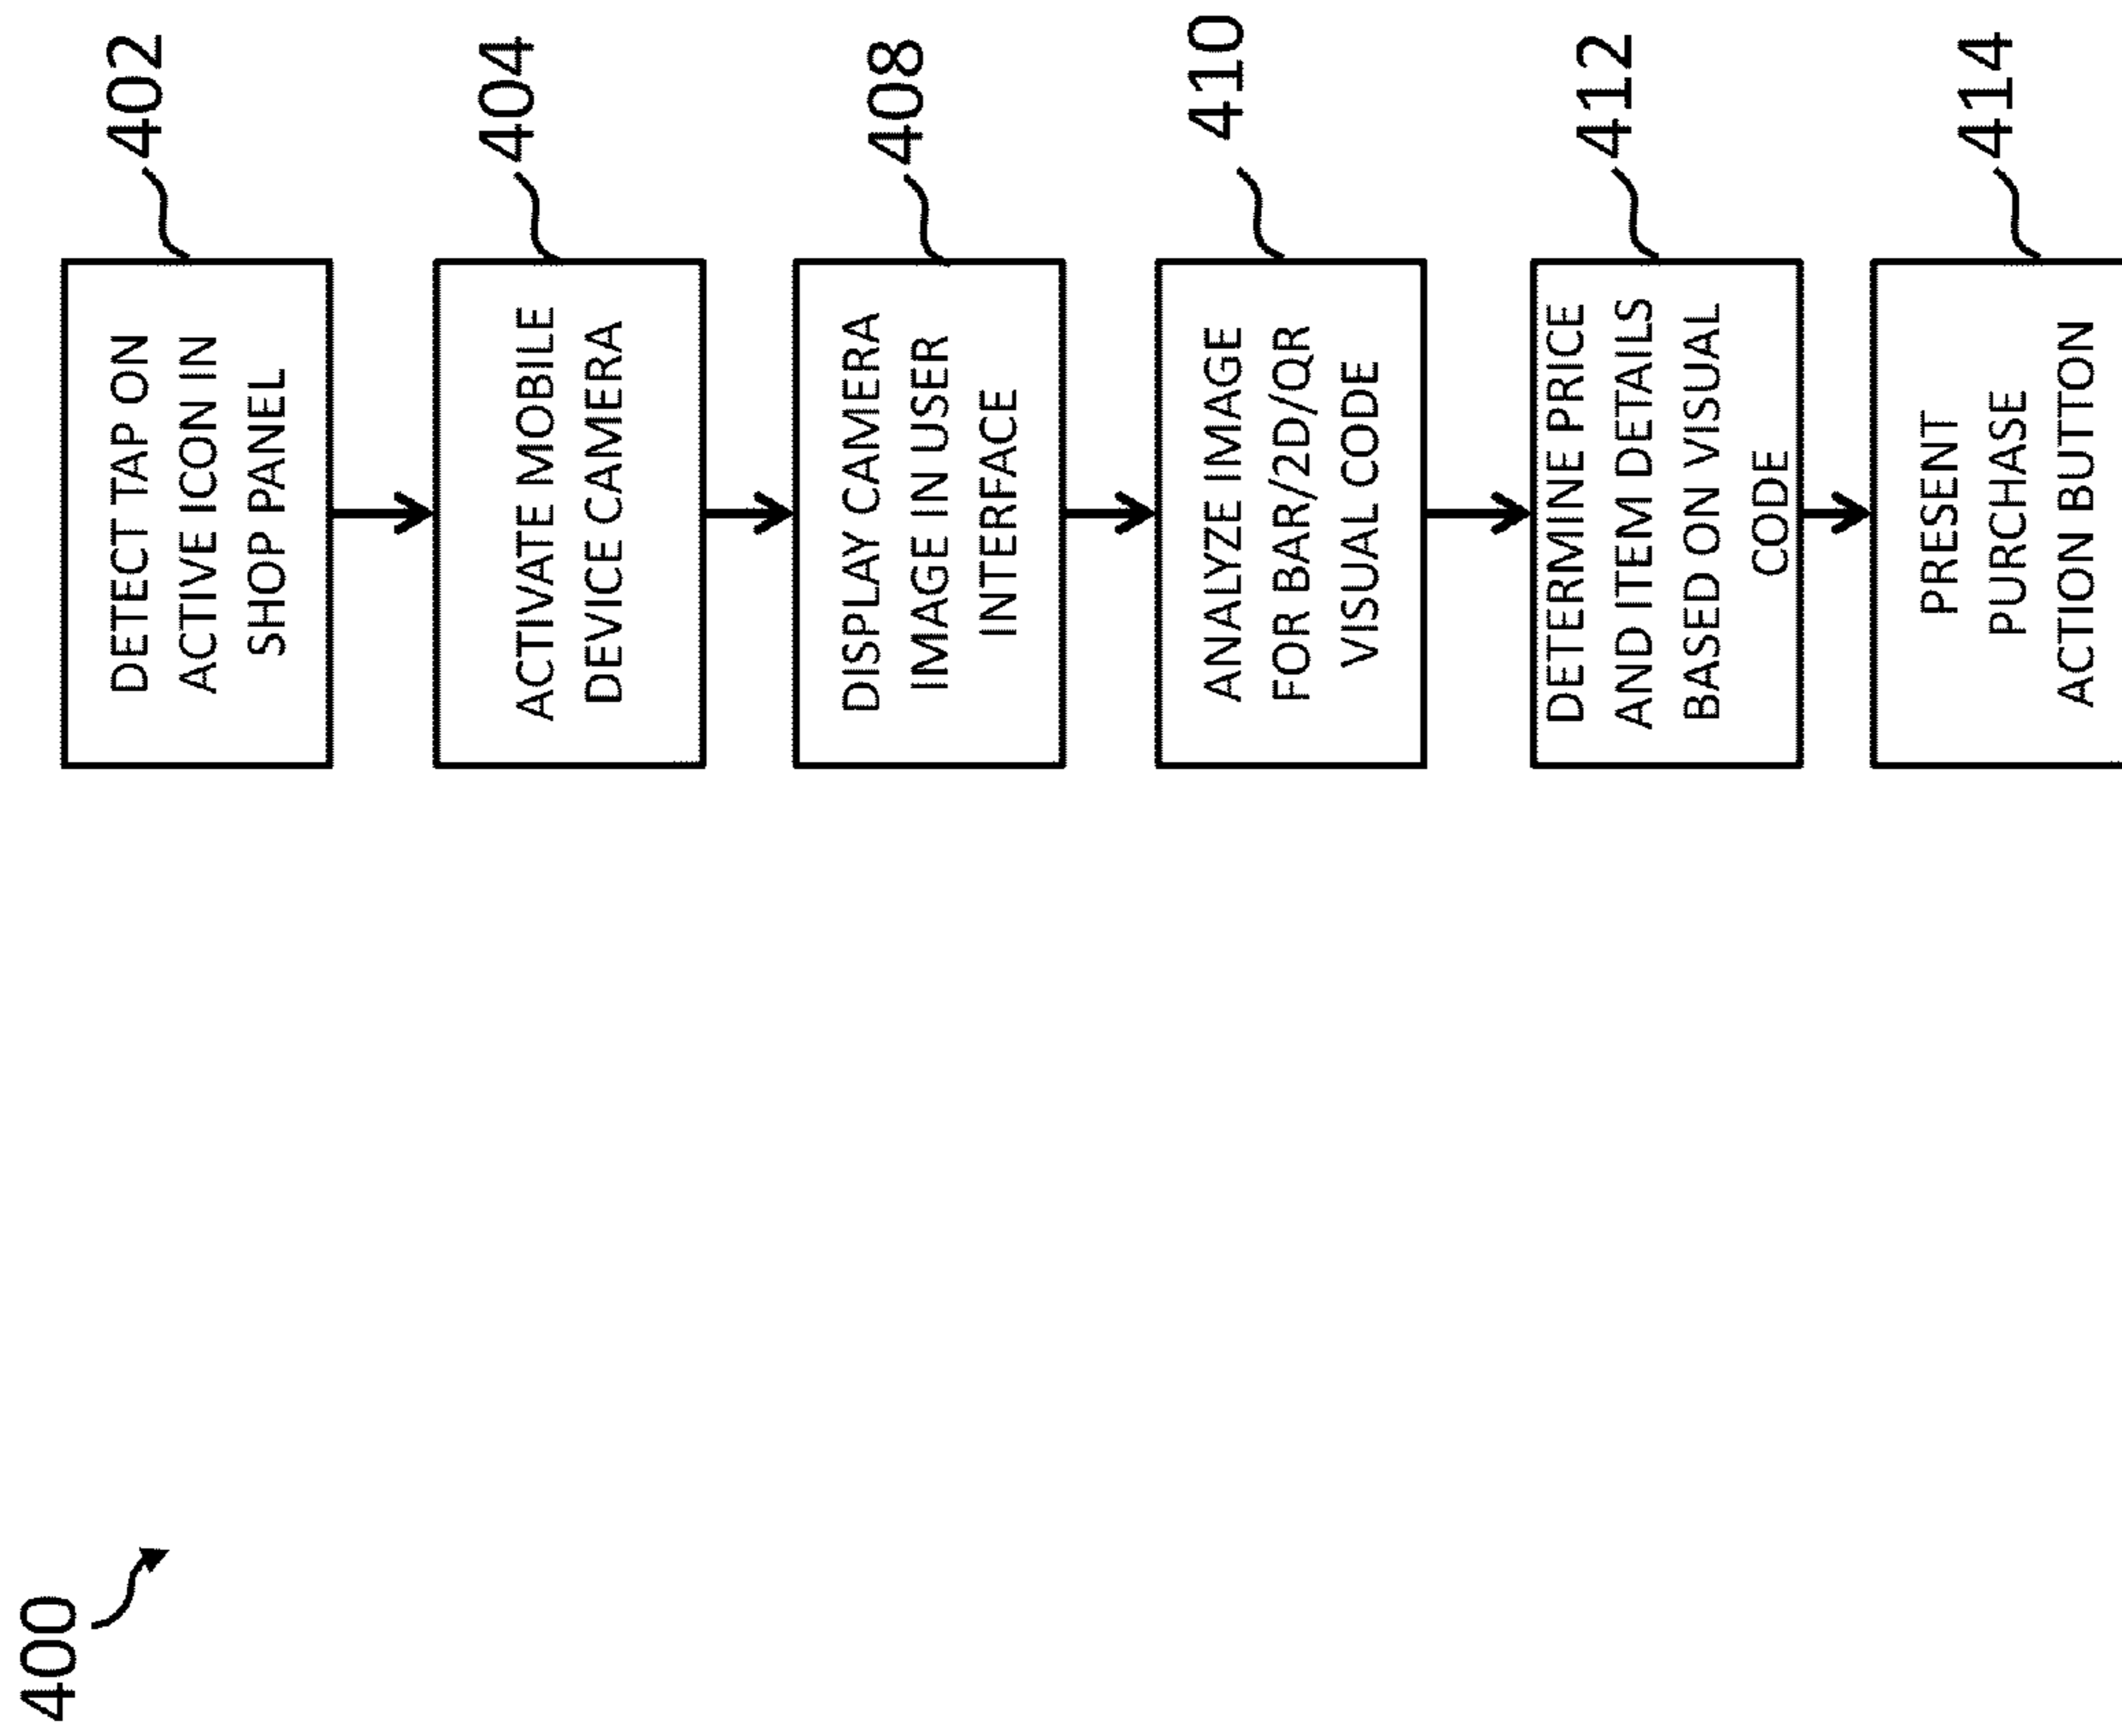 400
402
DETECT TAP ON
ACTIVE ICON IN
SHOP PANEL
404
ACTIVATE MOBILE
DEVICE CAMERA
408
DISPLAY CAMERA
IMAGE IN USER
INTERFACE
410
ANALYZE IMAGE
FOR BAR/2D/QR
VISUAL CODE
412
DETERMINE PRICE
AND ITEM DETAILS
BASED ON VISUAL
CODE
414
PRESENT
PURCHASE
ACTION BUTTON